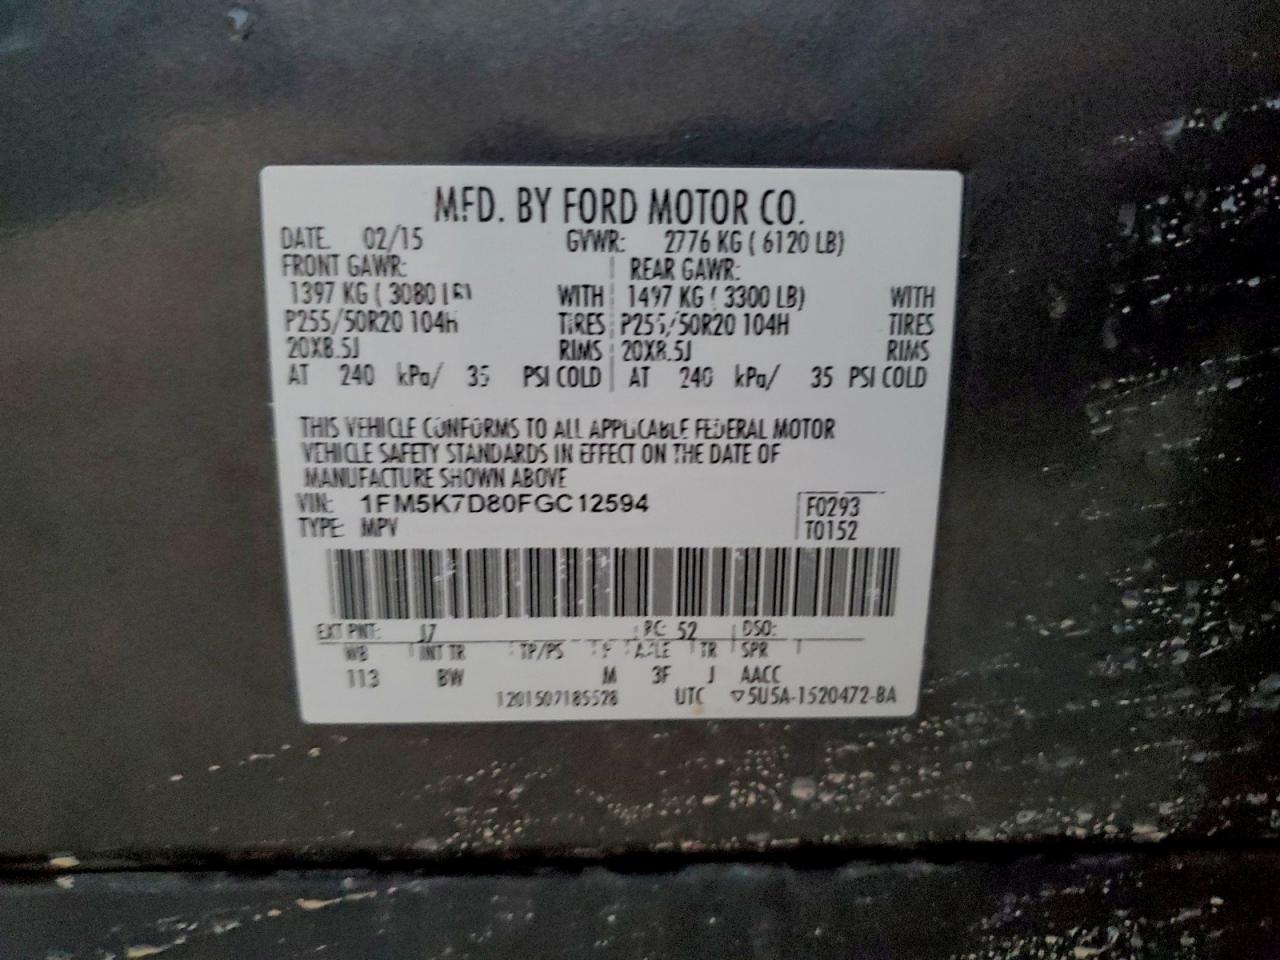 MFD. BY FORD MOTOR CO.
DATE: 02/15 GVWR: 2776 KG ( 6120 LB)
FRONT GAWR: REAR GAWR:
1397 KG ( 3080 LB) WITH 1497 KG ( 3300 LB) WITH
P255/50R20 104H TIRES P255/50R20 104H TIRES
20X8.5J RIMS 20X8.5J RIMS
AT 240 kPa/ 35 PSI COLD AT 240 kPa/ 35 PSI COLD
THIS VEHICLE CONFORMS TO ALL APPLICABLE FEDERAL MOTOR
VEHICLE SAFETY STANDARDS IN EFFECT ON THE DATE OF
MANUFACTURE SHOWN ABOVE
VIN: 1FM5K7D80FGC12594 F0293
TYPE: MPV T0152
EXT PNT: RC: 52 DSO:
WB INT TR TP/PS AXLE TR SPR
113 BW M 3F J AACC
1201507185528 UTC ▽5U5A-1520472-BA